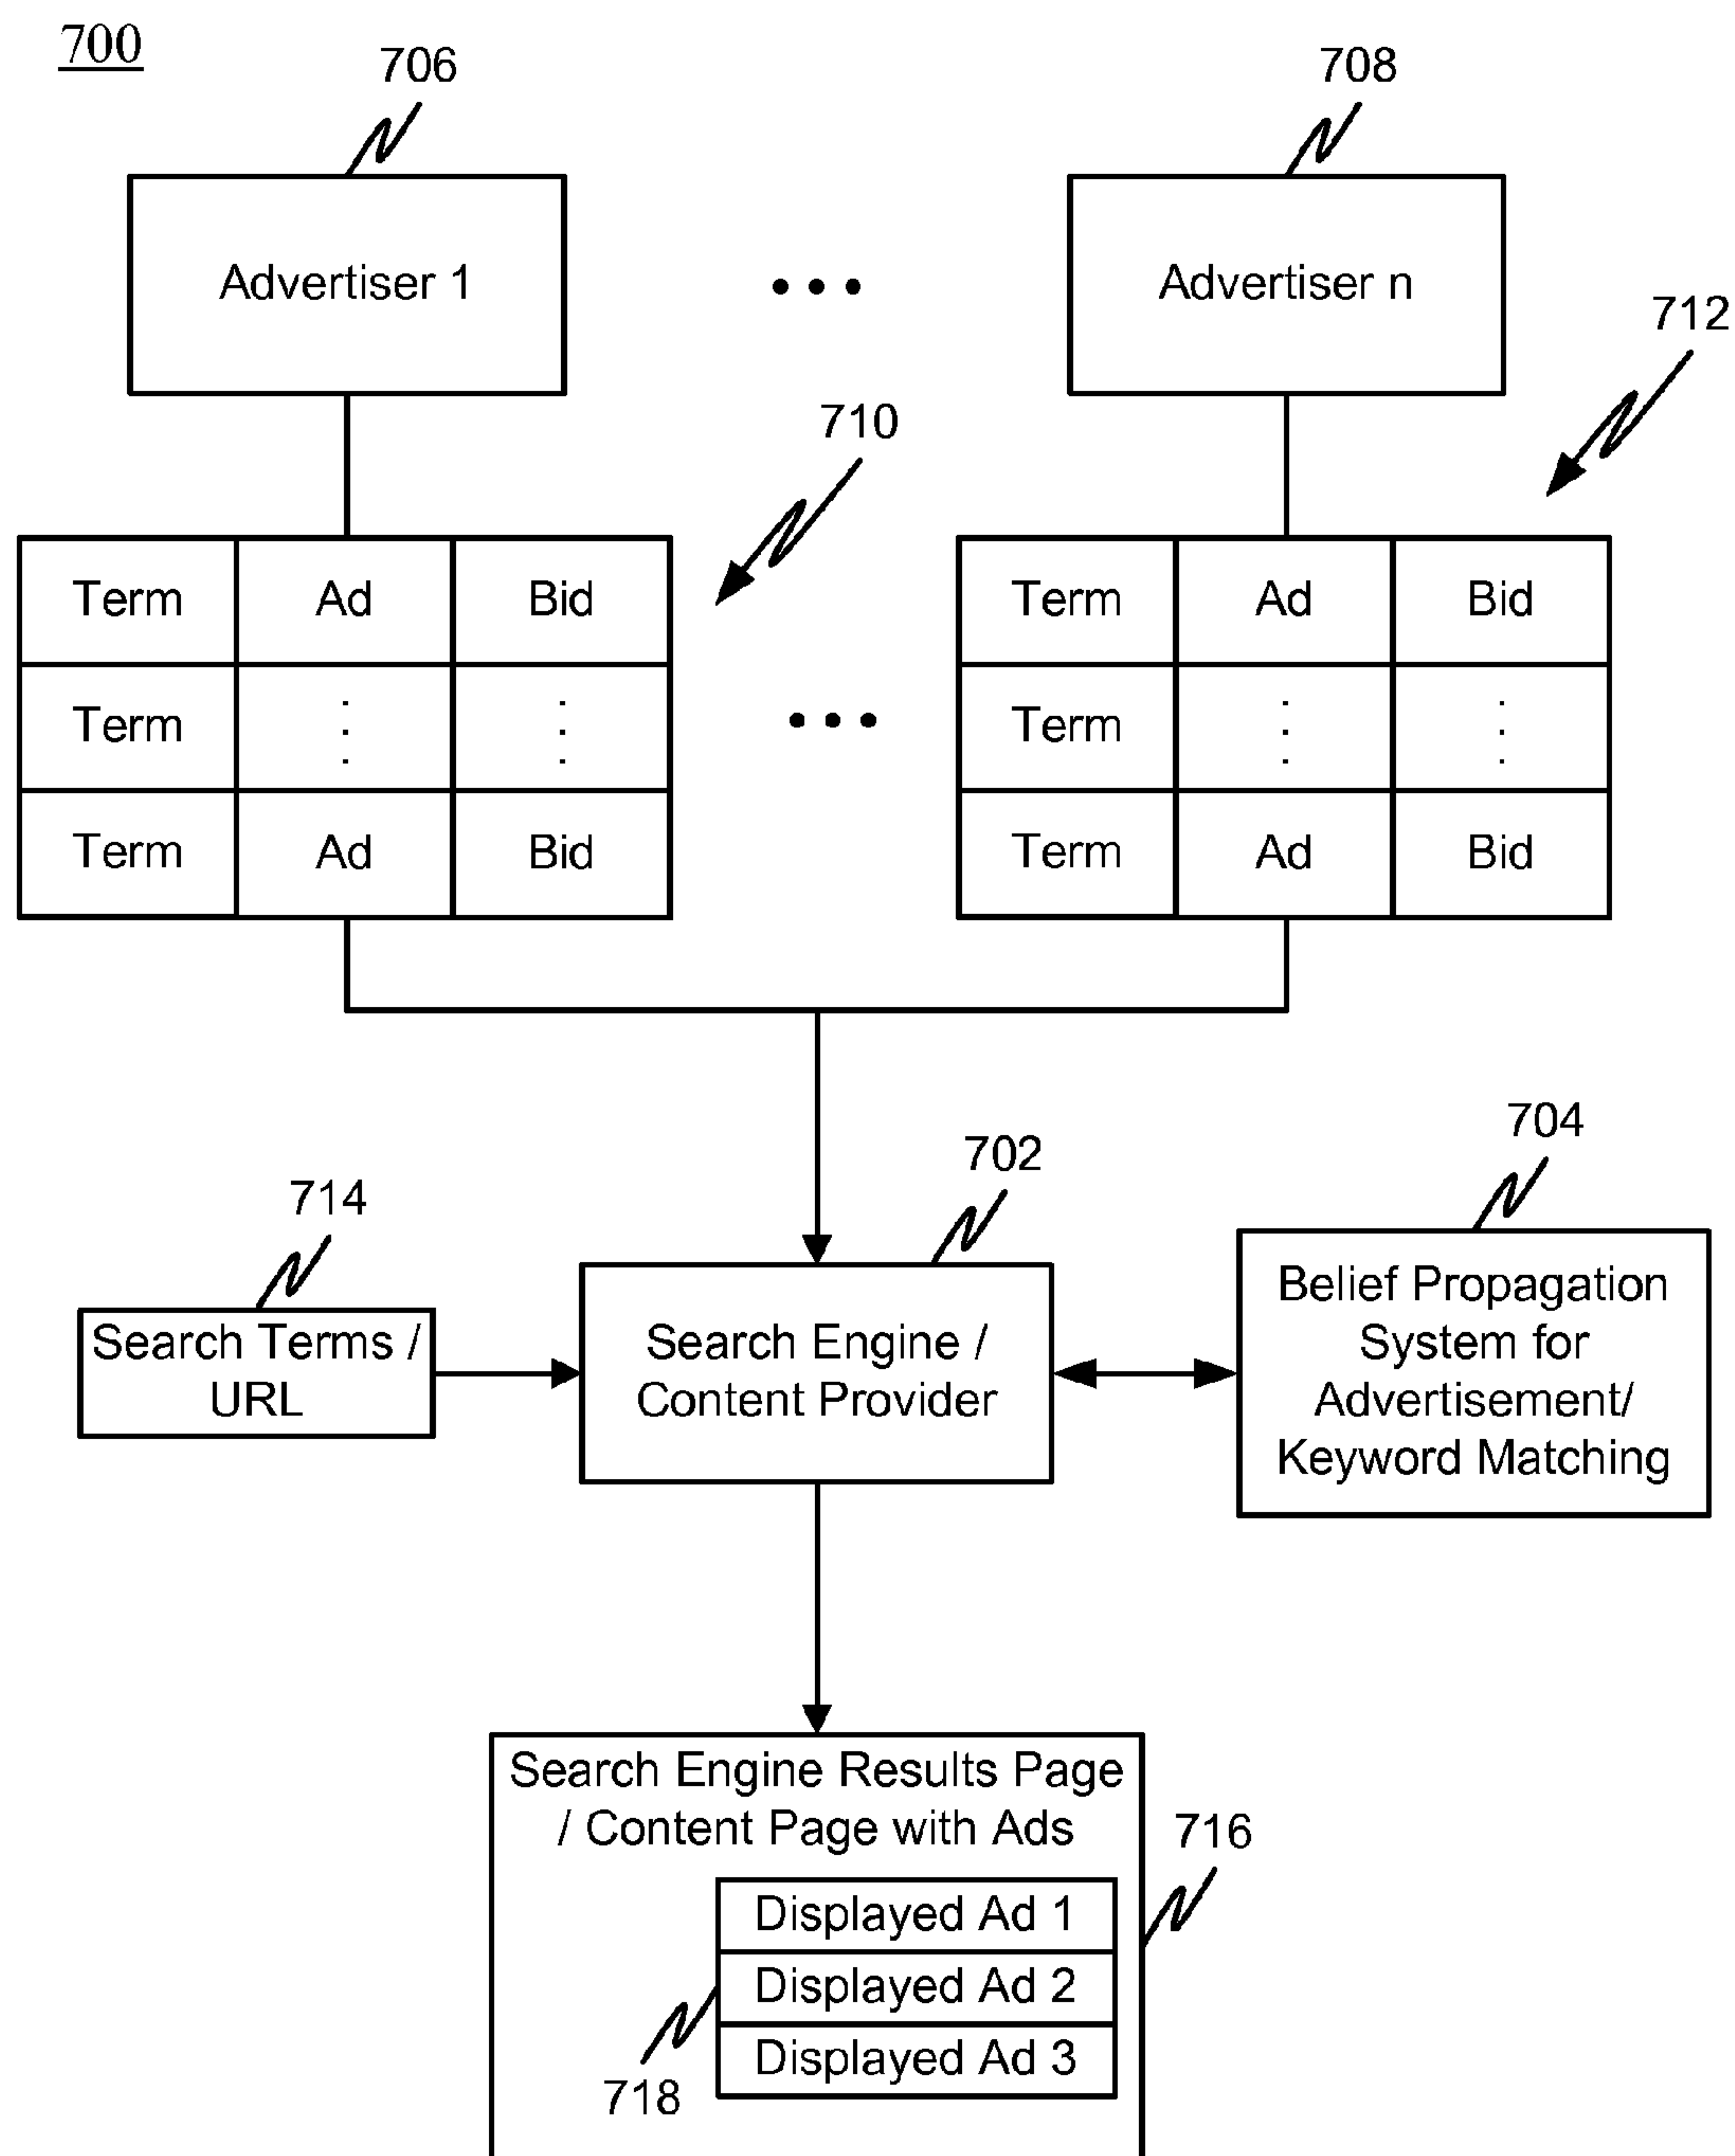 700
706
708
Advertiser 1
Advertiser n
712
710
Term Ad Bid
Term
Term Ad Bid
Term Ad Bid
Term
Term Ad Bid
702
704
714
Search Terms /
URL
Search Engine /
Content Provider
Belief Propagation
System for
Advertisement/
Keyword Matching
Search Engine Results Page
/ Content Page with Ads
716
Displayed Ad 1
Displayed Ad 2
Displayed Ad 3
718